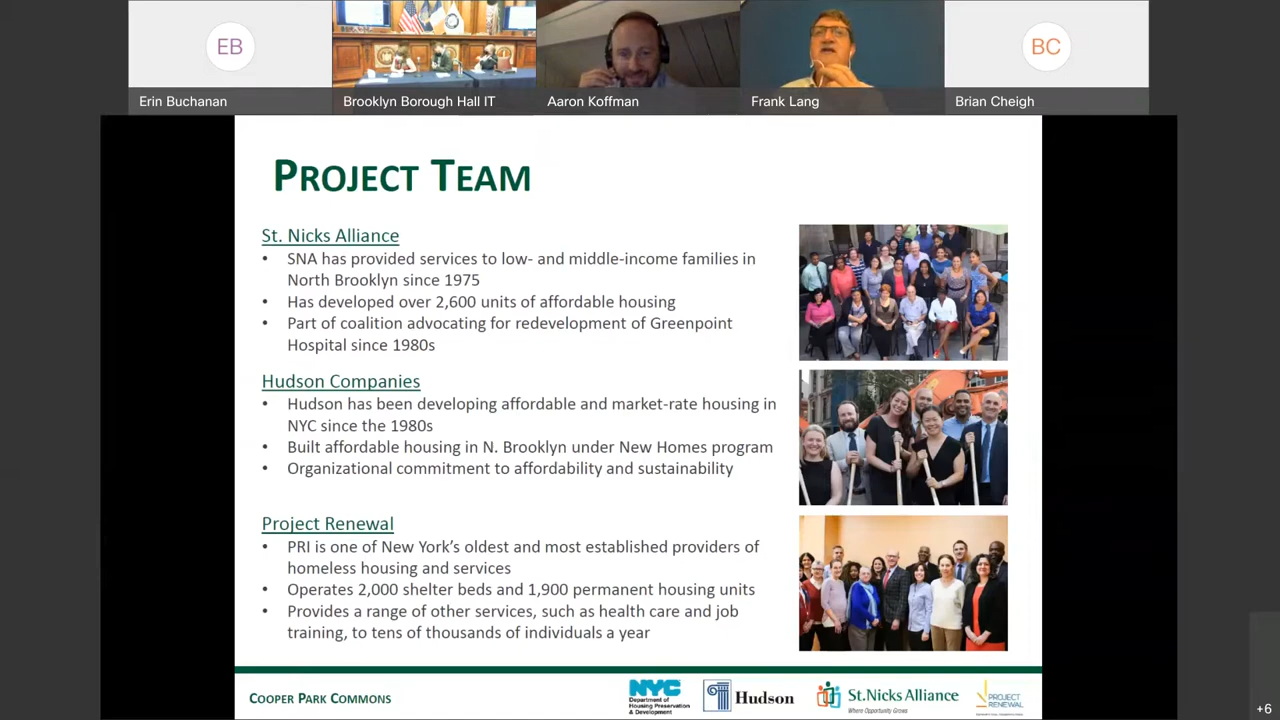 EB
BC
Erin Buchanan
Brooklyn Borough Hall IT
Aaron Koffman
Frank Lang
Brian Cheigh
PROJECT TEAM
St. Nicks Alliance
• SNA has provided services to low- and middle-income families in
North Brooklyn since 1975
• Has developed over 2,600 units of affordable housing
• Part of coalition advocating for redevelopment of Greenpoint
Hospital since 1980s
Hudson Companies
• Hudson has been developing affordable and market-rate housing in
NYC since the 1980s
• Built affordable housing in N. Brooklyn under New Homes program
• Organizational commitment to affordability and sustainability
Project Renewal
• PRI is one of New York's oldest and most established providers of
homeless housing and services
• Operates 2,000 shelter beds and 1,900 permanent housing units
• Provides a range of other services, such as health care and job
training, to tens of thousands of individuals a year
COOPER PARK COMMONS
NYC
Department of
Housing Preservation
& Development
Hudson
St.Nicks Alliance
Where Opportunity Grows
PROJECT
RENEWAL
+6